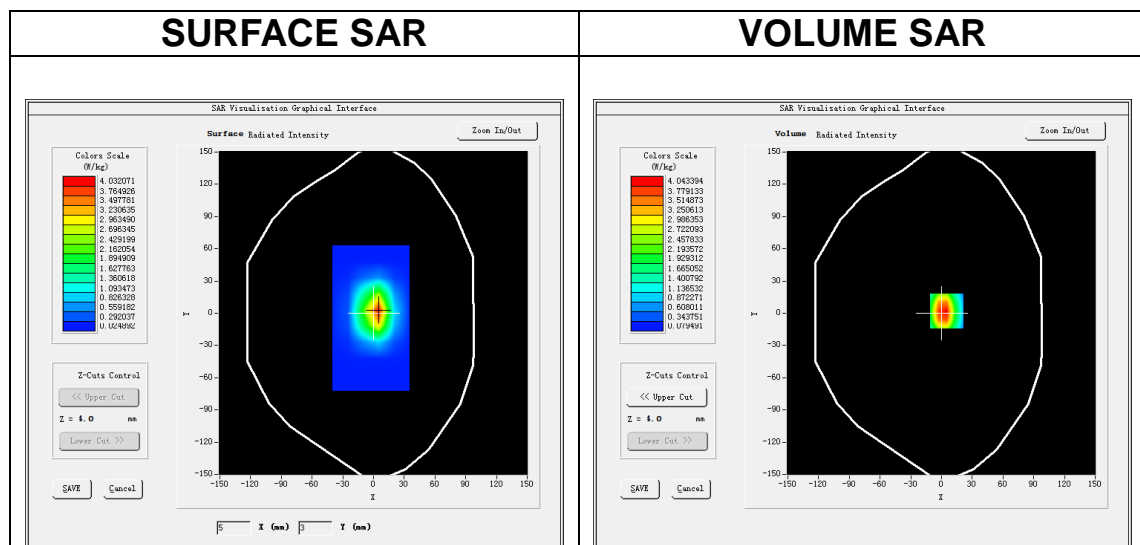 SURFACE SAR
VOLUME SAR
SAR Visualisation Graphical Interface
Surface Radiated Intensity
Zoom In/Out
Colors Scale
(W/kg)
4.032071
3.764926
3.497781
3.230635
2.963490
2.696345
2.429199
2.162054
1.894909
1.627763
1.360618
1.093473
0.826328
0.559182
0.292037
0.024892
Z-Cuts Control
<< Upper Cut
Z = 4.0 mm
Lower Cut >>
SAVE Cancel
150
120
90
60
30
0
-30
-60
-90
-120
-150
Y
-150 -120 -90 -60 -30 0 30 60 90 120 150
X
5 X (mm) 3 Y (mm)
SAR Visualisation Graphical Interface
Volume Radiated Intensity
Zoom In/Out
Colors Scale
(W/kg)
4.043394
3.779133
3.514873
3.250613
2.986353
2.722093
2.457833
2.193572
1.929312
1.665052
1.400792
1.136532
0.872271
0.608011
0.343751
0.079491
Z-Cuts Control
<< Upper Cut
Z = 4.0 mm
Lower Cut >>
SAVE Cancel
150
120
90
60
30
0
-30
-60
-90
-120
-150
Y
-150 -120 -90 -60 -30 0 30 60 90 120 150
X